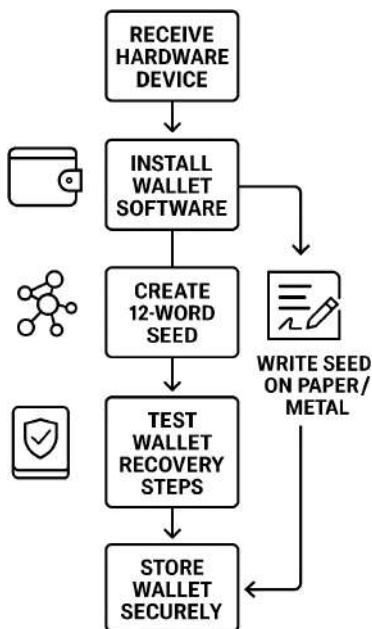 RECEIVE
HARDWARE
DEVICE
INSTALL
WALLET
SOFTWARE
CREATE
12-WORD
SEED
WRITE SEED
ON PAPER/
METAL
TEST
WALLET
RECOVERY
STEPS
STORE
WALLET
SECURELY